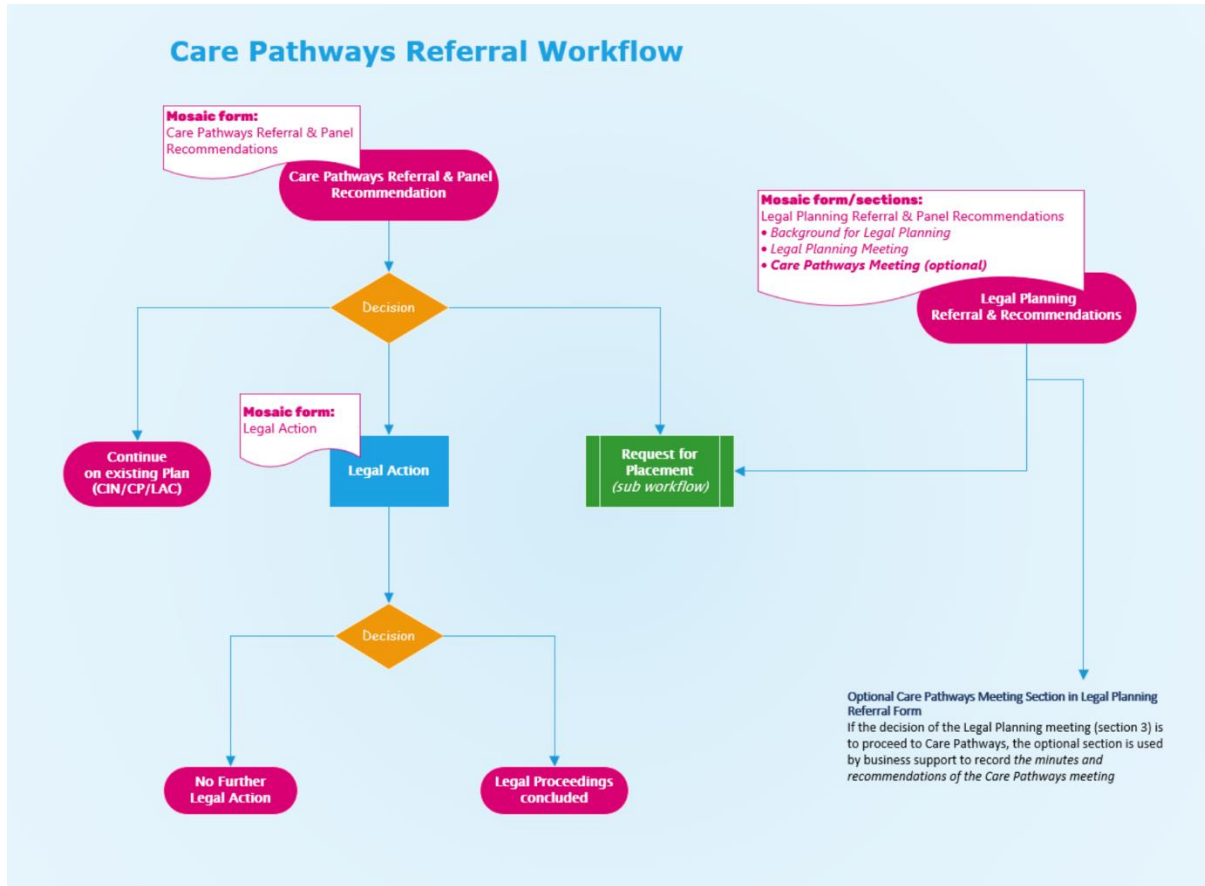 Care Pathways Referral Workflow
Mosaic form:
Care Pathways Referral & Panel
Recommendations
Care Pathways Referral & Panel
Recommendation
Mosaic form/sections:
Legal Planning Referral & Panel Recommendations
• Background for Legal Planning
• Legal Planning Meeting
• Care Pathways Meeting (optional)
Legal Planning
Referral & Recommendations
Decision
Mosaic form:
Legal Action
Continue
on existing Plan
(CIN/CP/LAC)
Legal Action
Request for
Placement
(sub workflow)
Decision
No Further
Legal Action
Legal Proceedings
concluded
Optional Care Pathways Meeting Section in Legal Planning
Referral Form
If the decision of the Legal Planning meeting (section 3) is
to proceed to Care Pathways, the optional section is used
by business support to record the minutes and
recommendations of the Care Pathways meeting